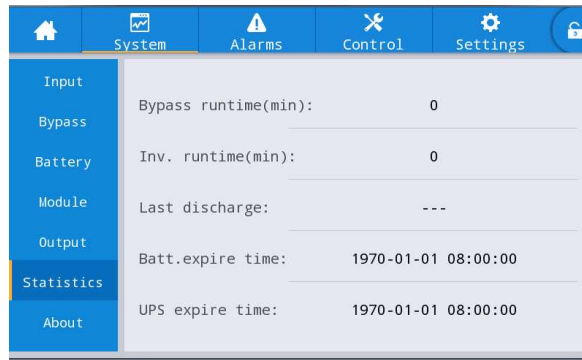 System Alarms Control Settings
Input
Bypass
Battery
Module
Output
Statistics
About
Bypass runtime(min): 0
Inv. runtime(min): 0
Last discharge: ---
Batt.expire time: 1970-01-01 08:00:00
UPS expire time: 1970-01-01 08:00:00